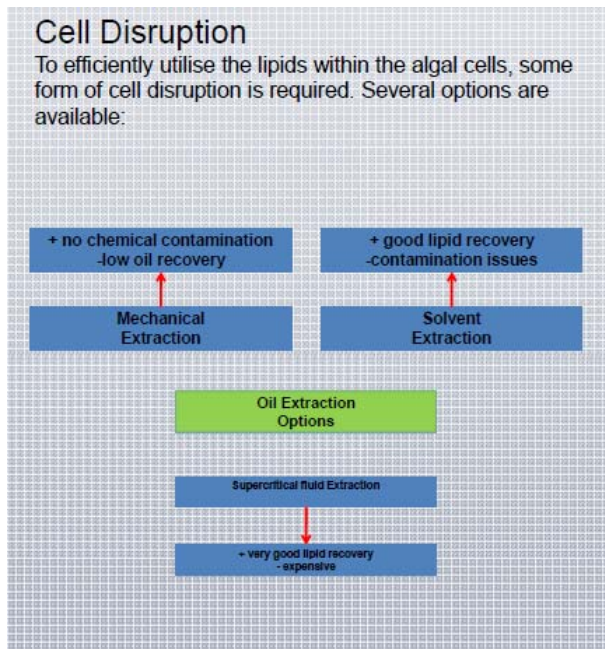 Cell Disruption
To efficiently utilise the lipids within the algal cells, some
form of cell disruption is required. Several options are
available:
+ no chemical contamination
-low oil recovery
+ good lipid recovery
-contamination issues
Mechanical
Extraction
Solvent
Extraction
Oil Extraction
Options
Supercritical fluid Extraction
+ very good lipid recovery
- expensive